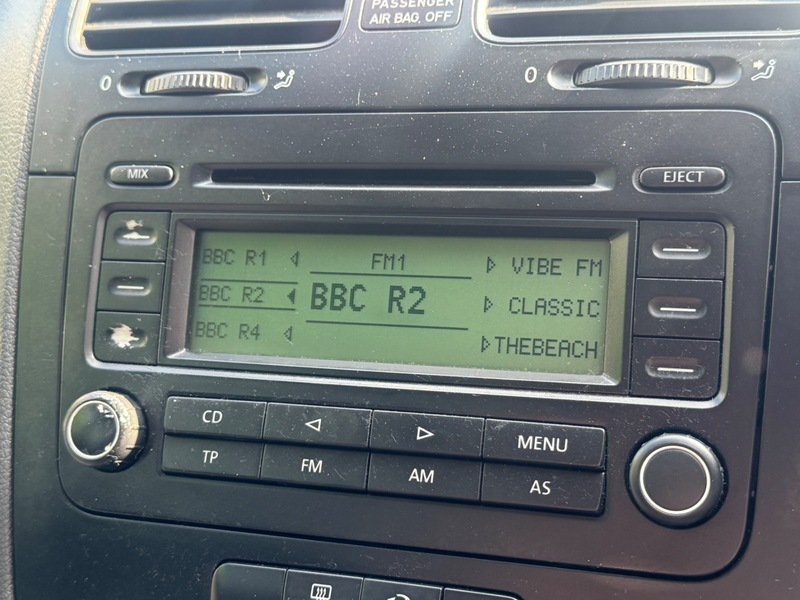 PASSENGER
AIR BAG OFF
0
0
MIX
EJECT
BBC R1 FM1 VIBE FM
BBC R2 BBC R2 CLASSIC
BBC R4 THEBEACH
CD MENU
TP FM AM AS